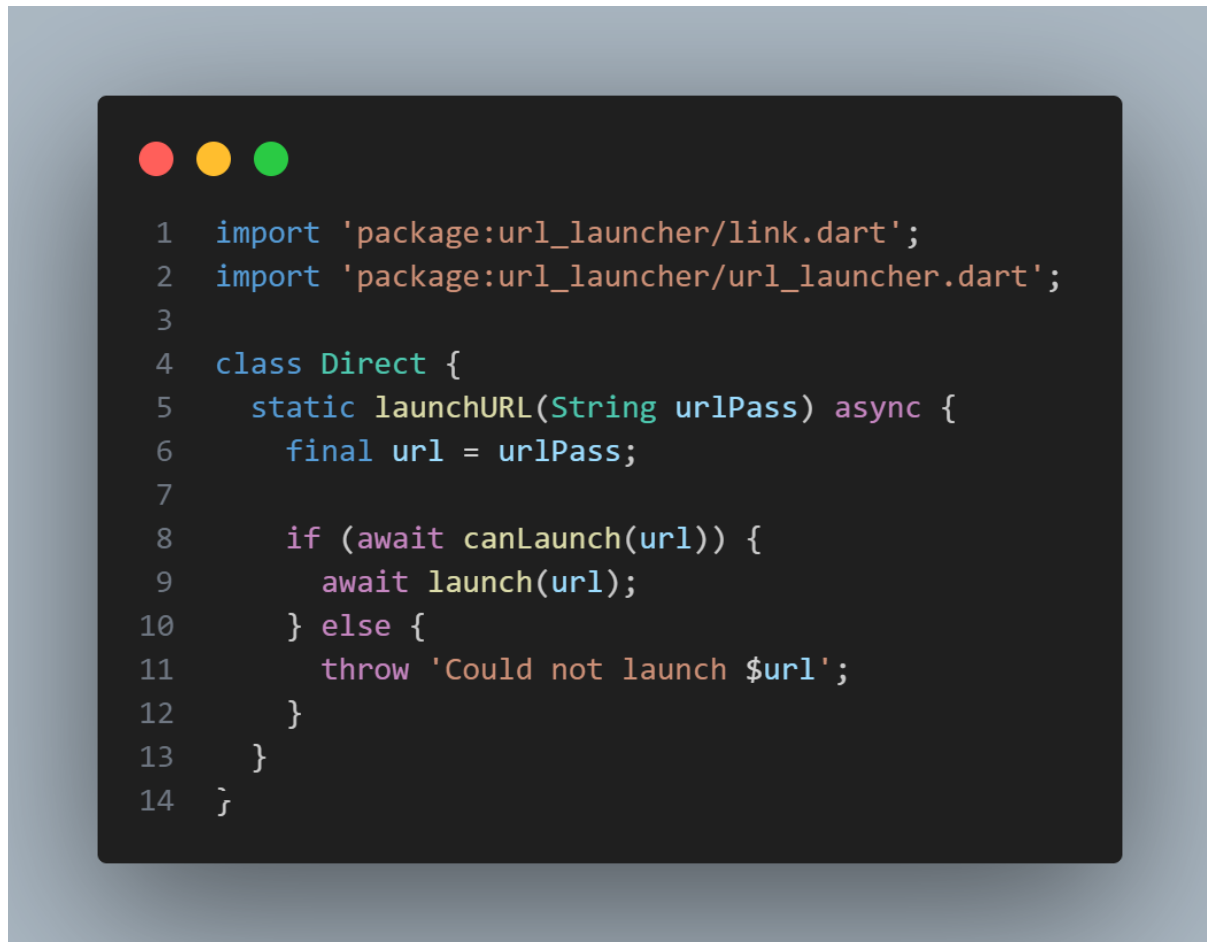 1 import 'package:url_launcher/link.dart';
2 import 'package:url_launcher/url_launcher.dart';
3
4 class Direct {
5 static launchURL(String urlPass) async {
6 final url = urlPass;
7
8 if (await canLaunch(url)) {
9 await launch(url);
10 } else {
11 throw 'Could not launch $url';
12 }
13 }
14 }